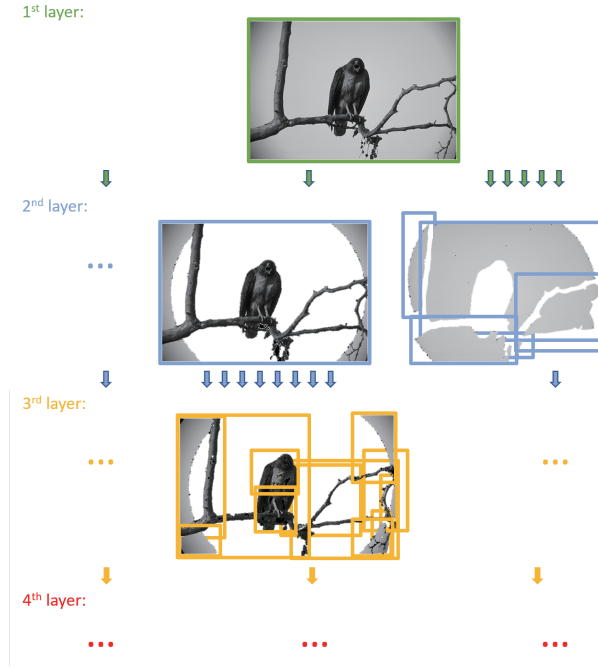 1st layer:
2nd layer:
...
3rd layer:
... ...
4th layer:
... ... ...